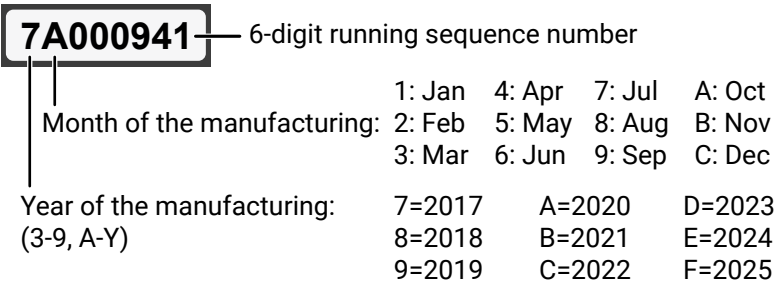 7A000941 6-digit running sequence number
1: Jan 4: Apr 7: Jul A: Oct
Month of the manufacturing: 2: Feb 5: May 8: Aug B: Nov
3: Mar 6: Jun 9: Sep C: Dec
Year of the manufacturing: 7=2017 A=2020 D=2023
(3-9, A-Y) 8=2018 B=2021 E=2024
9=2019 C=2022 F=2025